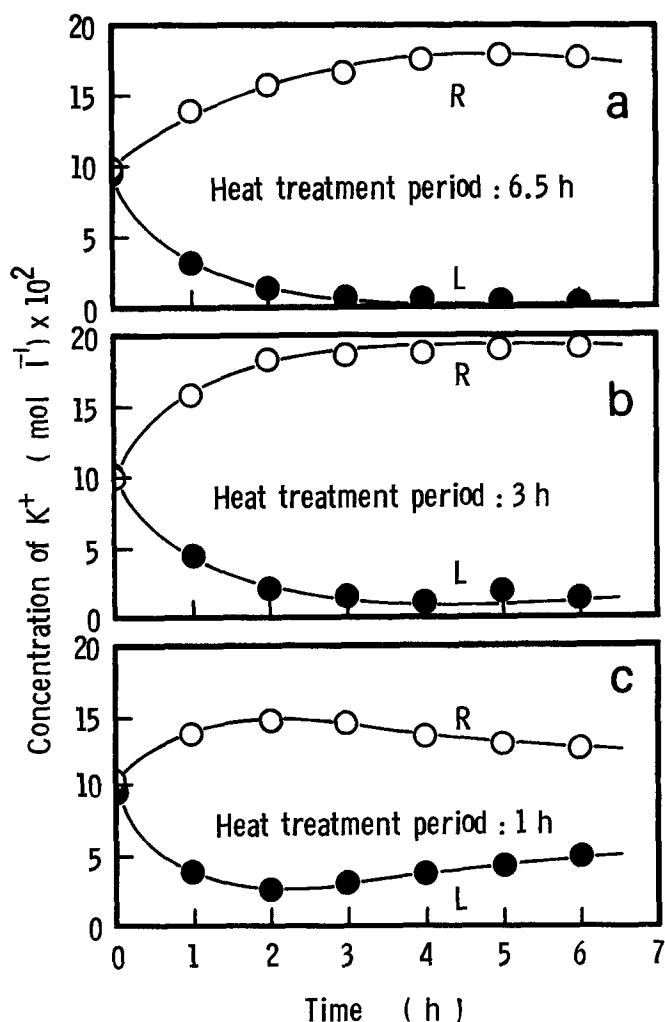 Concentration of K⁺ ( mol l⁻¹) x 10²
20
15
10
5
0
R
a
Heat treatment period : 6.5 h
L
20
15
10
5
0
R
b
Heat treatment period : 3 h
L
20
15
10
5
0
c
R
Heat treatment period : 1 h
L
0 1 2 3 4 5 6 7
Time ( h )